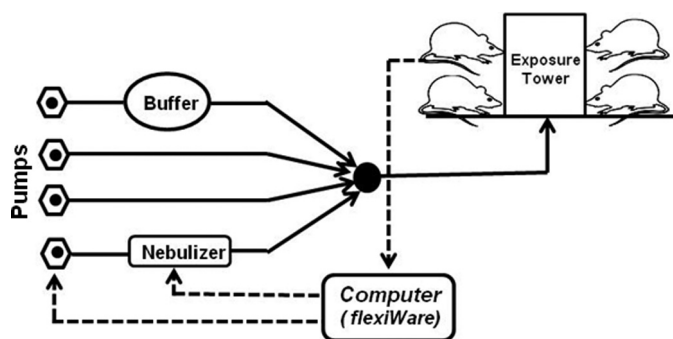 Exposure
Tower
Buffer
Pumps
Nebulizer
Computer
(flexiWare)